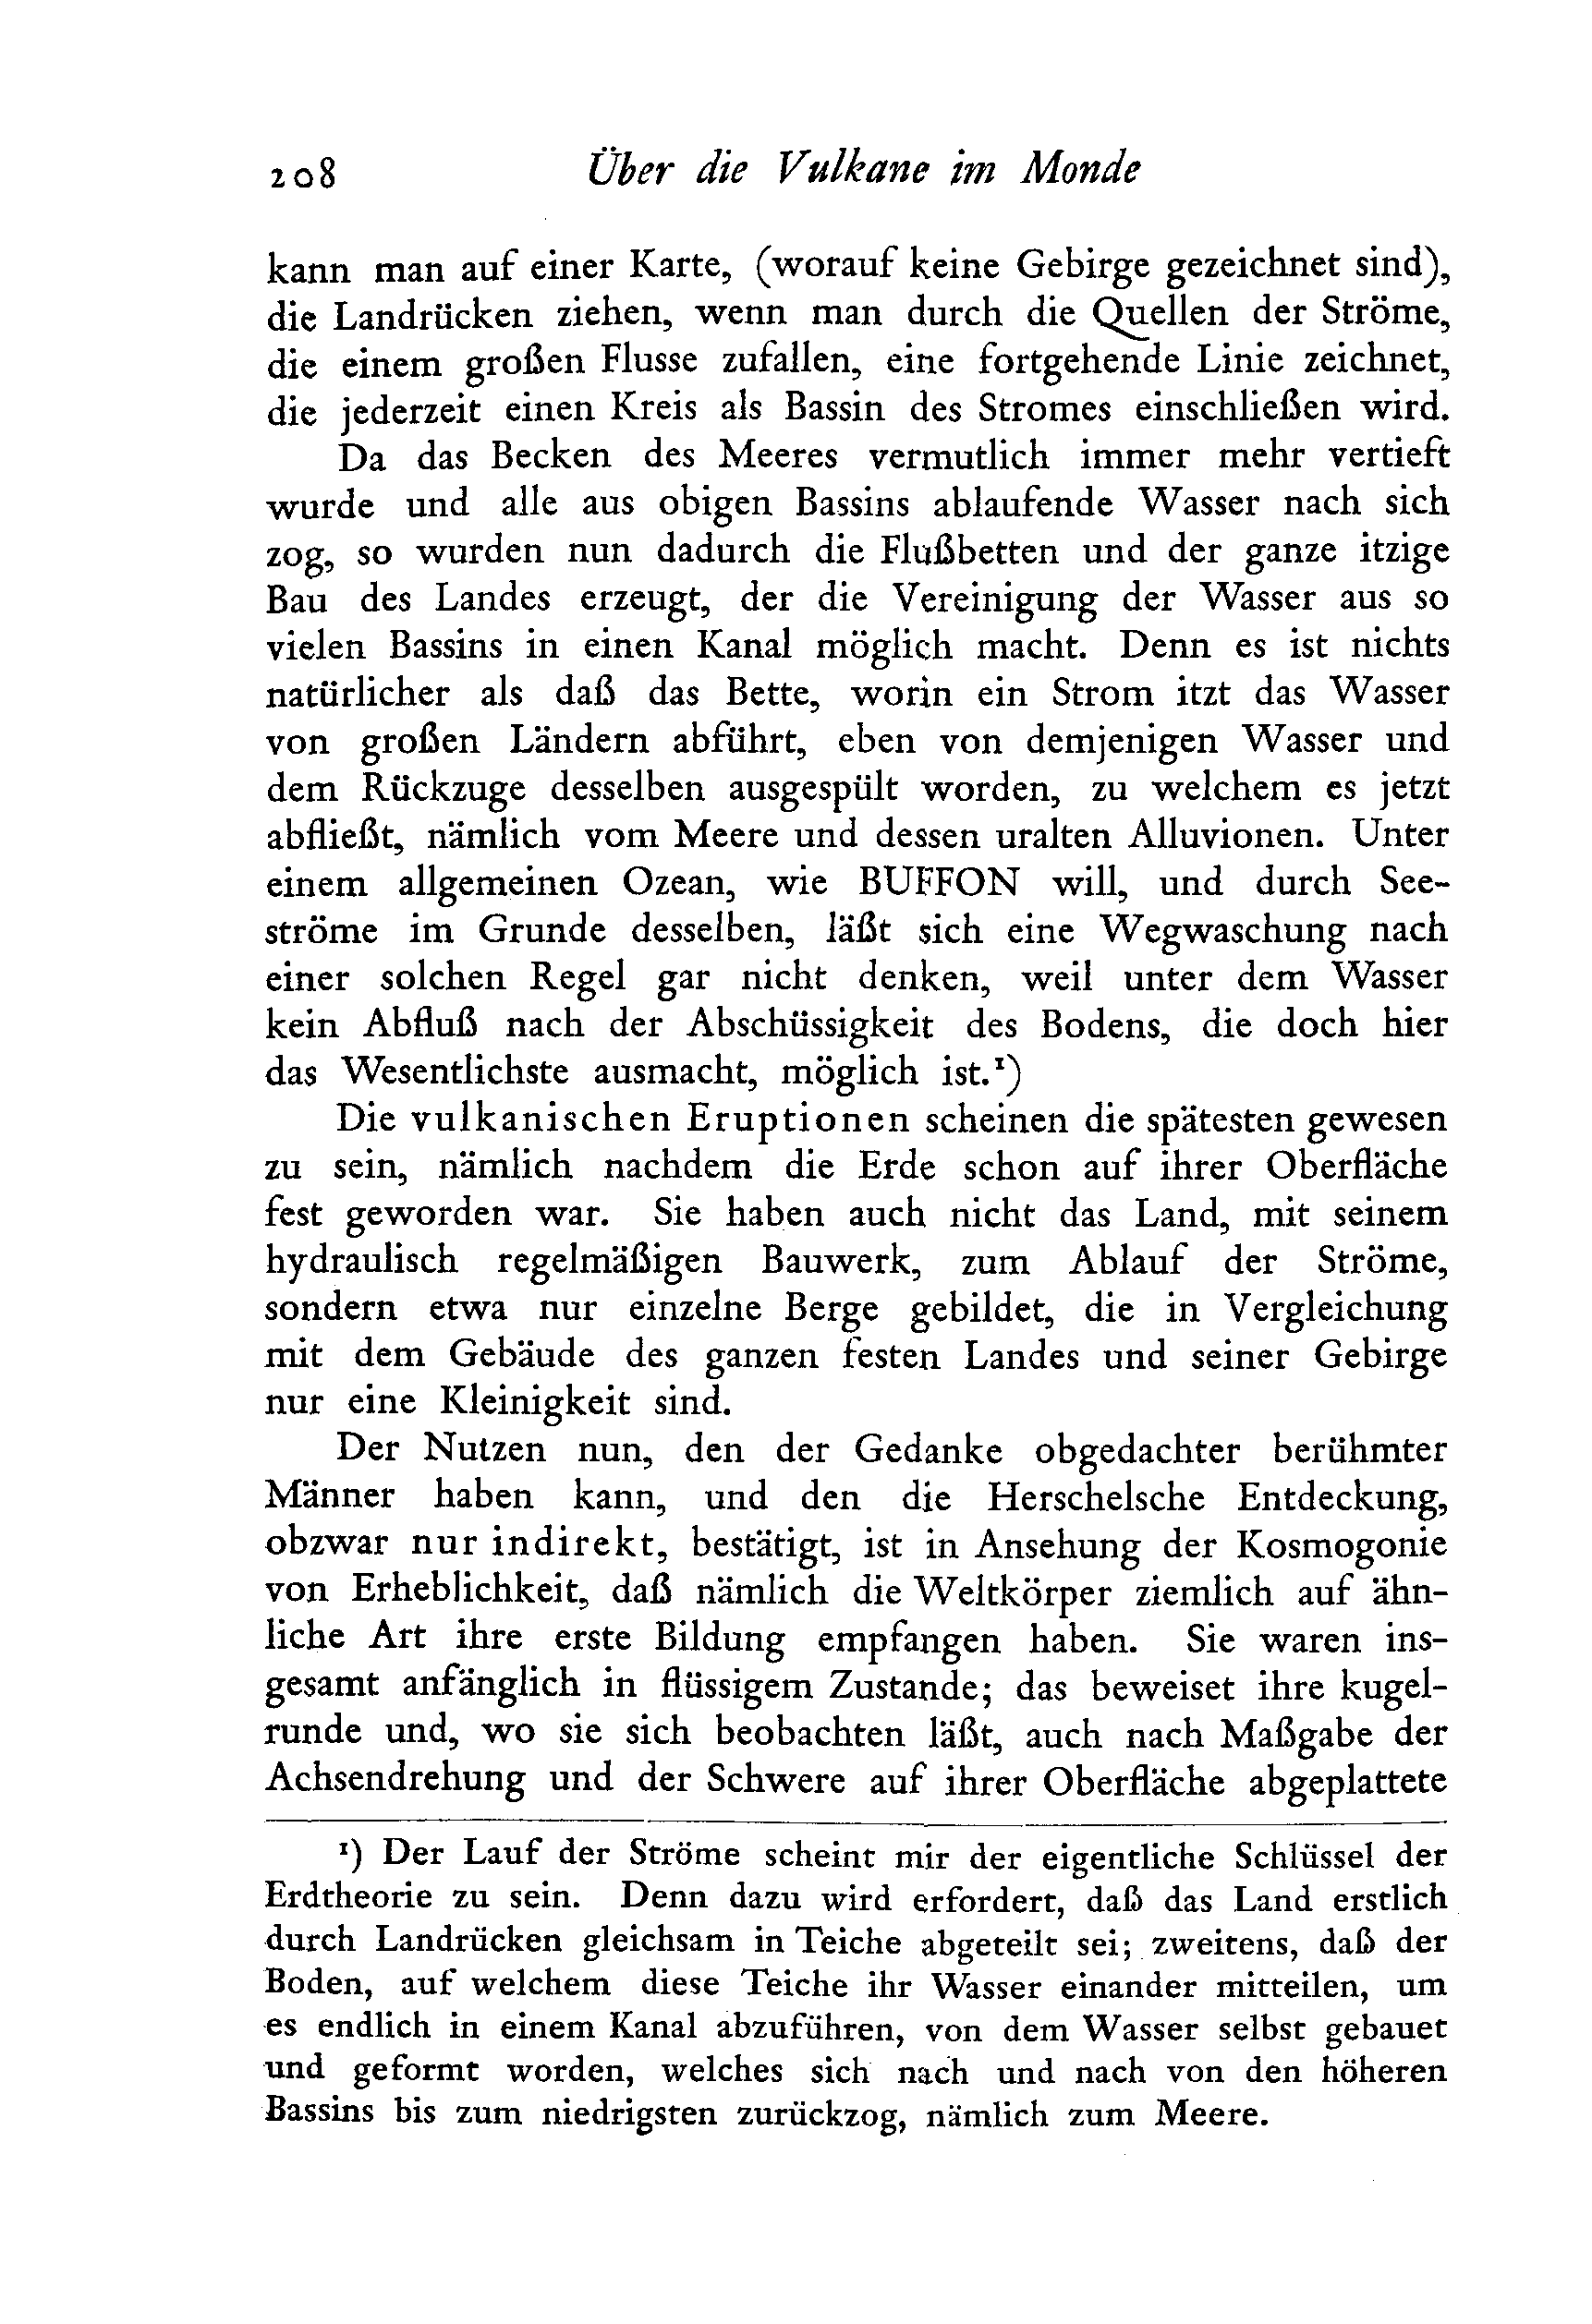 208 Über die Vulkane im Monde
kann man auf einer Karte, (worauf keine Gebirge gezeichnet sind),
die Landrücken ziehen, wenn man durch die Quellen der Ströme,
die einem großen Flusse zufallen, eine fortgehende Linie zeichnet,
die jederzeit einen Kreis als Bassin des Stromes einschließen wird.
Da das Becken des Meeres vermutlich immer mehr vertieft
wurde und alle aus obigen Bassins ablaufende Wasser nach sich
zog, so wurden nun dadurch die Flußbetten und der ganze itzige
Bau des Landes erzeugt, der die Vereinigung der Wasser aus so
vielen Bassins in einen Kanal möglich macht. Denn es ist nichts
natürlicher als daß das Bette, worin ein Strom itzt das Wasser
von großen Ländern abführt, eben von demjenigen Wasser und
dem Rückzuge desselben ausgespült worden, zu welchem es jetzt
abfließt, nämlich vom Meere und dessen uralten Alluvionen. Unter
einem allgemeinen Ozean, wie BUFFON will, und durch See-
ströme im Grunde desselben, läßt sich eine Wegwaschung nach
einer solchen Regel gar nicht denken, weil unter dem Wasser
kein Abfluß nach der Abschüssigkeit des Bodens, die doch hier
das Wesentlichste ausmacht, möglich ist.¹)
Die vulkanischen Eruptionen scheinen die spätesten gewesen
zu sein, nämlich nachdem die Erde schon auf ihrer Oberfläche
fest geworden war. Sie haben auch nicht das Land, mit seinem
hydraulisch regelmäßigen Bauwerk, zum Ablauf der Ströme,
sondern etwa nur einzelne Berge gebildet, die in Vergleichung
mit dem Gebäude des ganzen festen Landes und seiner Gebirge
nur eine Kleinigkeit sind.
Der Nutzen nun, den der Gedanke obgedachter berühmter
Männer haben kann, und den die Herschelsche Entdeckung,
obzwar nur indirekt, bestätigt, ist in Ansehung der Kosmogonie
von Erheblichkeit, daß nämlich die Weltkörper ziemlich auf ähn-
liche Art ihre erste Bildung empfangen haben. Sie waren ins-
gesamt anfänglich in flüssigem Zustande; das beweiset ihre kugel-
runde und, wo sie sich beobachten läßt, auch nach Maßgabe der
Achsendrehung und der Schwere auf ihrer Oberfläche abgeplattete
¹) Der Lauf der Ströme scheint mir der eigentliche Schlüssel der
Erdtheorie zu sein. Denn dazu wird erfordert, daß das Land erstlich
durch Landrücken gleichsam in Teiche abgeteilt sei; zweitens, daß der
Boden, auf welchem diese Teiche ihr Wasser einander mitteilen, um
es endlich in einem Kanal abzuführen, von dem Wasser selbst gebauet
und geformt worden, welches sich nach und nach von den höheren
Bassins bis zum niedrigsten zurückzog, nämlich zum Meere.